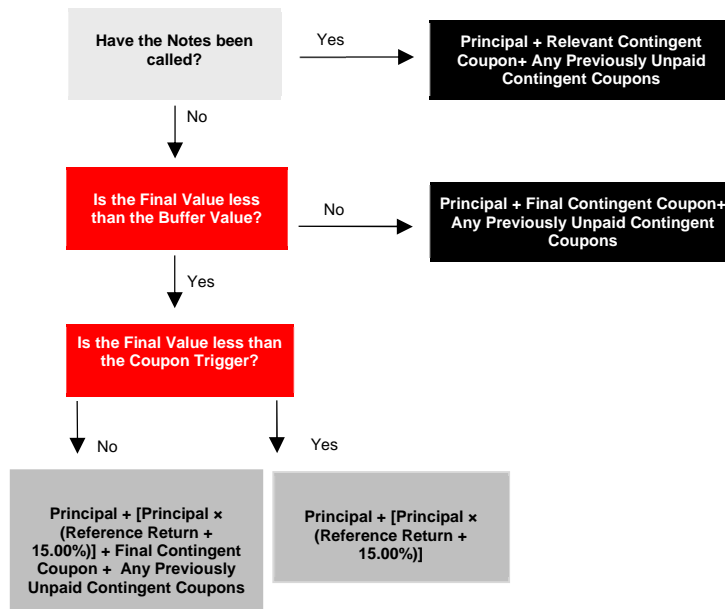 Have the Notes been
called?
Yes
Principal + Relevant Contingent
Coupon+ Any Previously Unpaid
Contingent Coupons
No
Is the Final Value less
than the Buffer Value?
No
Principal + Final Contingent Coupon+
Any Previously Unpaid Contingent
Coupons
Yes
Is the Final Value less than
the Coupon Trigger?
No
Yes
Principal + [Principal ×
(Reference Return +
15.00%)] + Final Contingent
Coupon +  Any Previously
Unpaid Contingent Coupons
Principal + [Principal ×
(Reference Return +
15.00%)]